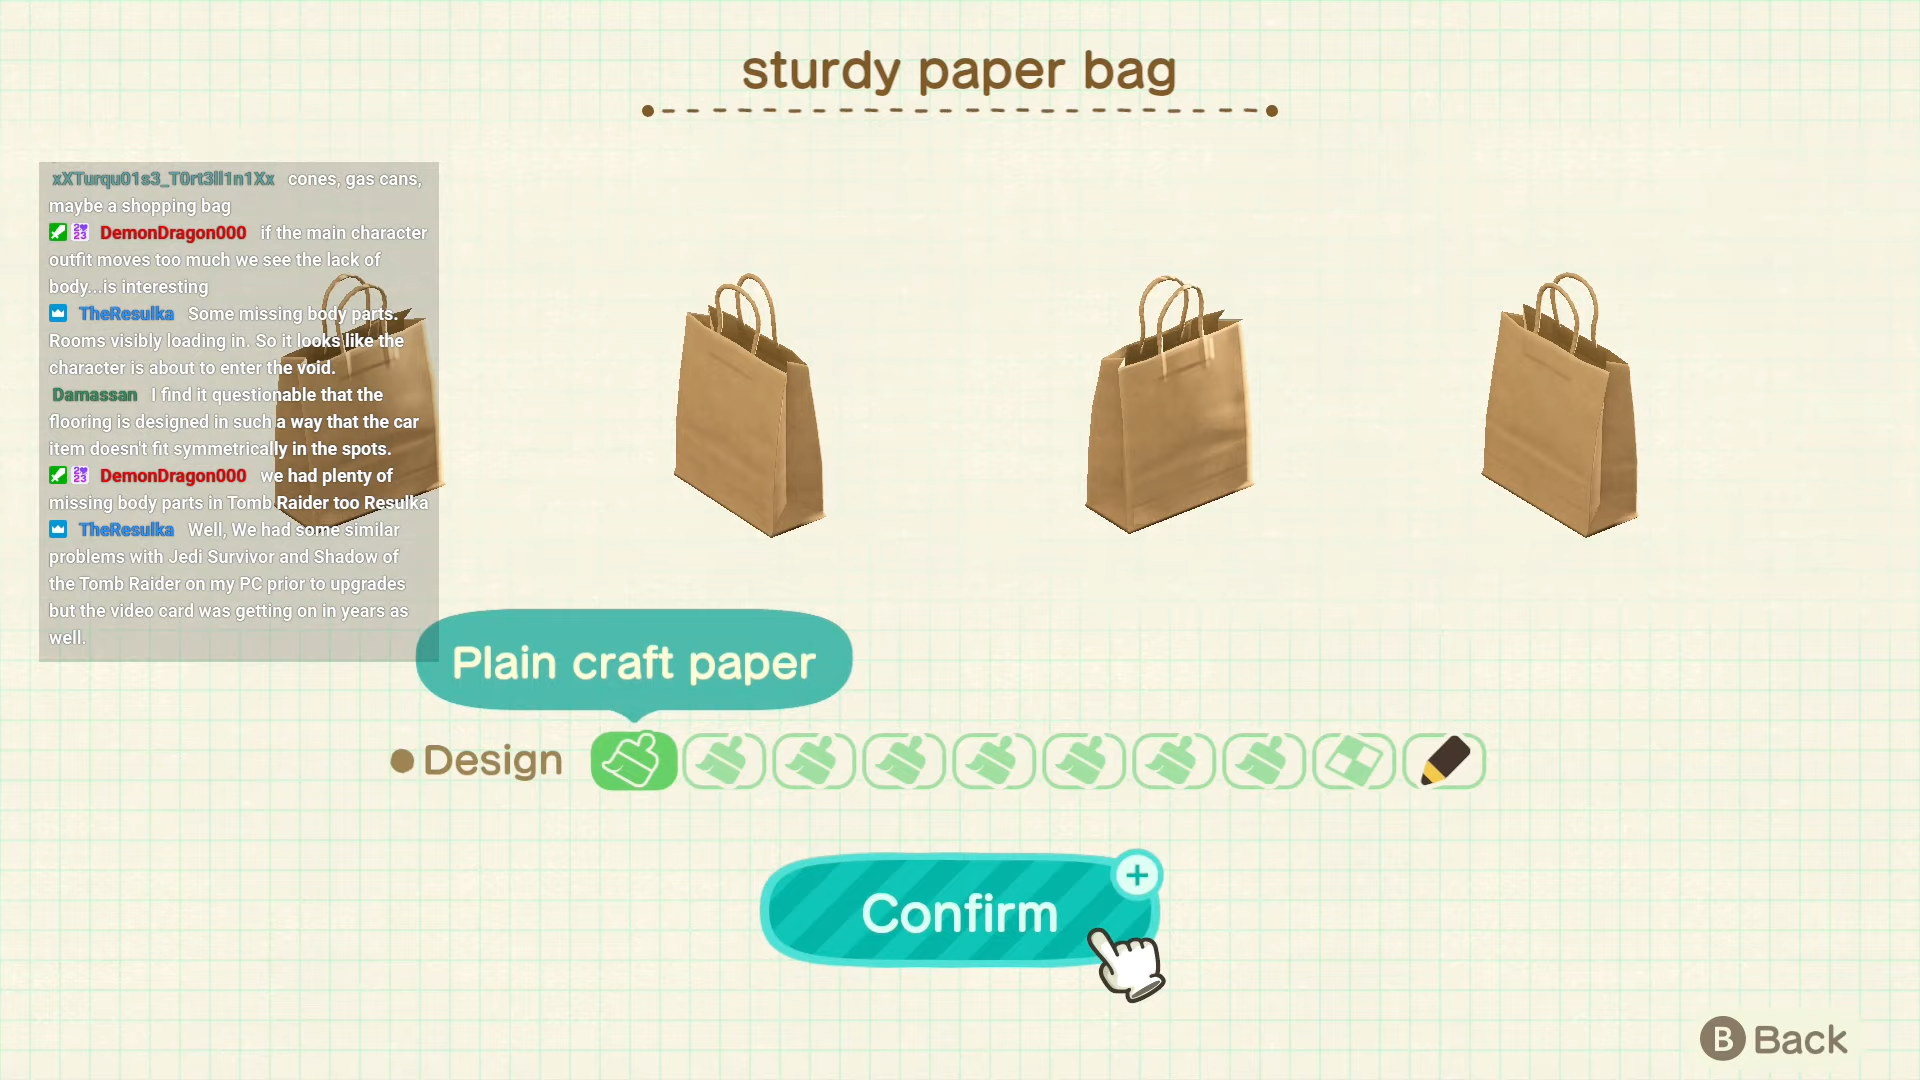 sturdy paper bag
xXTurqu01s3_T0rt3ll1n1Xx cones, gas cans,
maybe a shopping bag
DemonDragon000 if the main character
outfit moves too much we see the lack of
body...is interesting
TheResulka Some missing body parts.
Rooms visibly loading in. So it looks like the
character is about to enter the void.
Damassan I find it questionable that the
flooring is designed in such a way that the car
item doesn't fit symmetrically in the spots.
DemonDragon000 we had plenty of
missing body parts in Tomb Raider too Resulka
TheResulka Well, We had some similar
problems with Jedi Survivor and Shadow of
the Tomb Raider on my PC prior to upgrades
but the video card was getting on in years as
well.
Plain craft paper
Design
Confirm
B Back